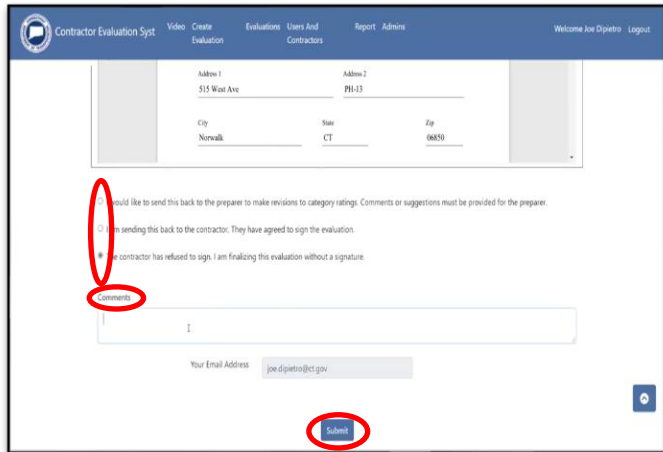 Contractor Evaluation Syst
Video Create Evaluation Evaluations Users And Contractors Report Admins
Welcome Joe Dipietro Logout
Address 1 Address 2
515 West Ave PH-13
City State Zip
Norwalk CT 06850
would like to send this back to the preparer to make revisions to category ratings. Comments or suggestions must be provided for the preparer.
I am sending this back to the contractor. They have agreed to sign the evaluation.
The contractor has refused to sign. I am finalizing this evaluation without a signature.
Comments
Your Email Address joe.dipietro@ct.gov
Submit